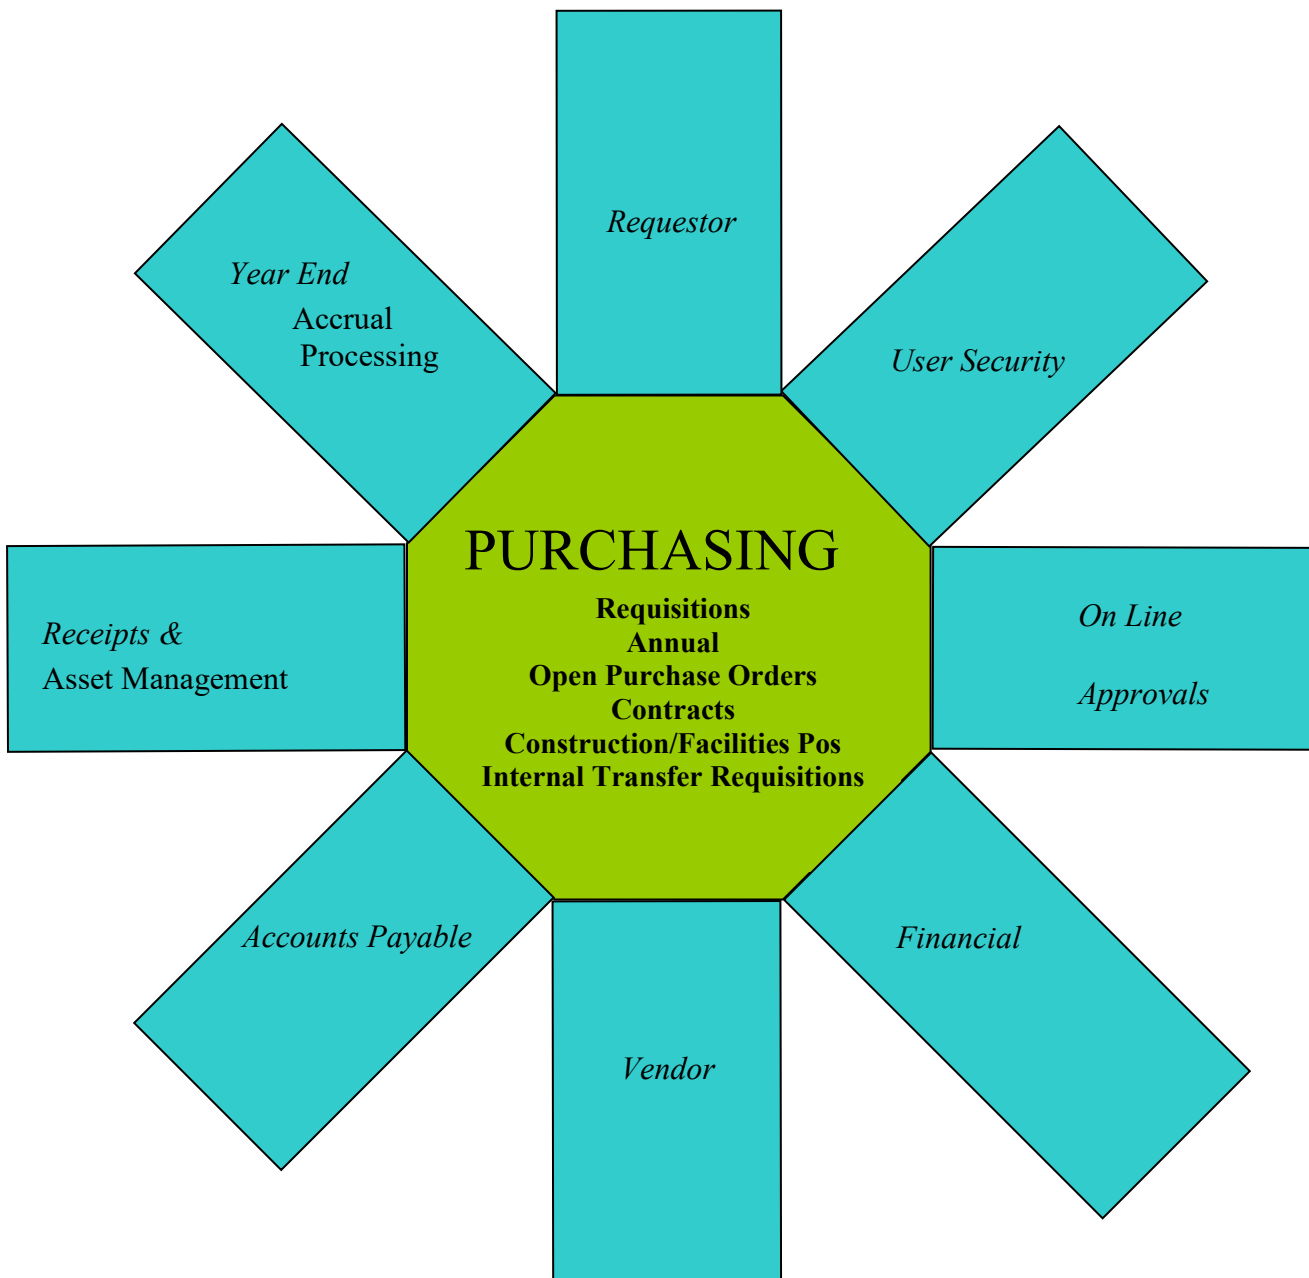 Requestor
Year End
Accrual
Processing
User Security
PURCHASING
Requisitions
Annual
Open Purchase Orders
Contracts
Construction/Facilities Pos
Internal Transfer Requisitions
Receipts &
Asset Management
On Line
Approvals
Accounts Payable
Financial
Vendor